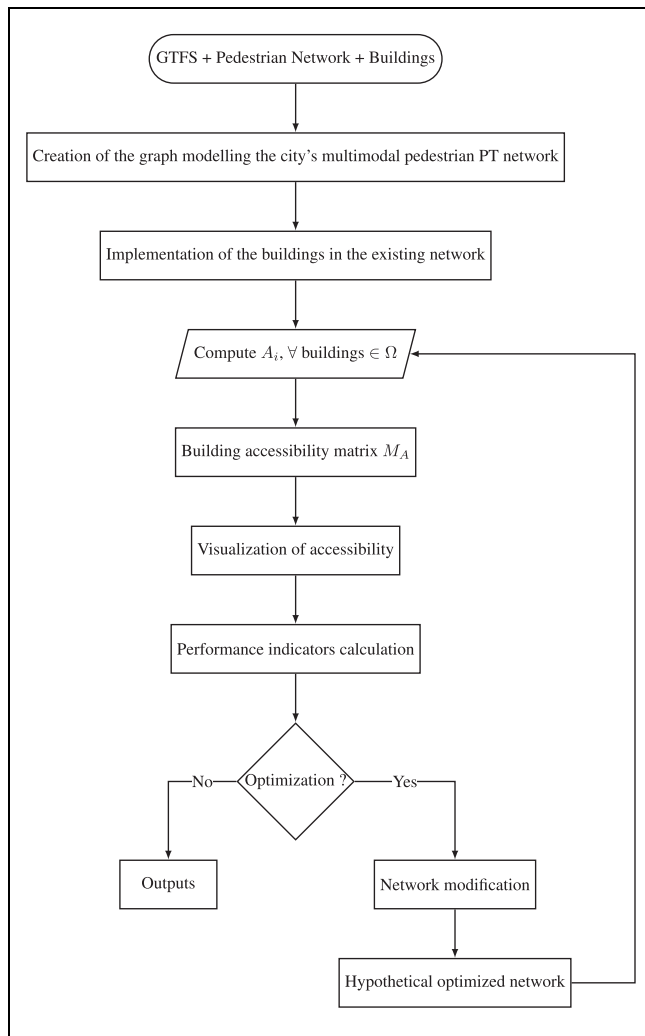 GTFS + Pedestrian Network + Buildings
Creation of the graph modelling the city's multimodal pedestrian PT network
Implementation of the buildings in the existing network
Compute A_i, ∀ buildings ∈ Ω
Building accessibility matrix M_A
Visualization of accessibility
Performance indicators calculation
No
Optimization ?
Yes
Outputs
Network modification
Hypothetical optimized network